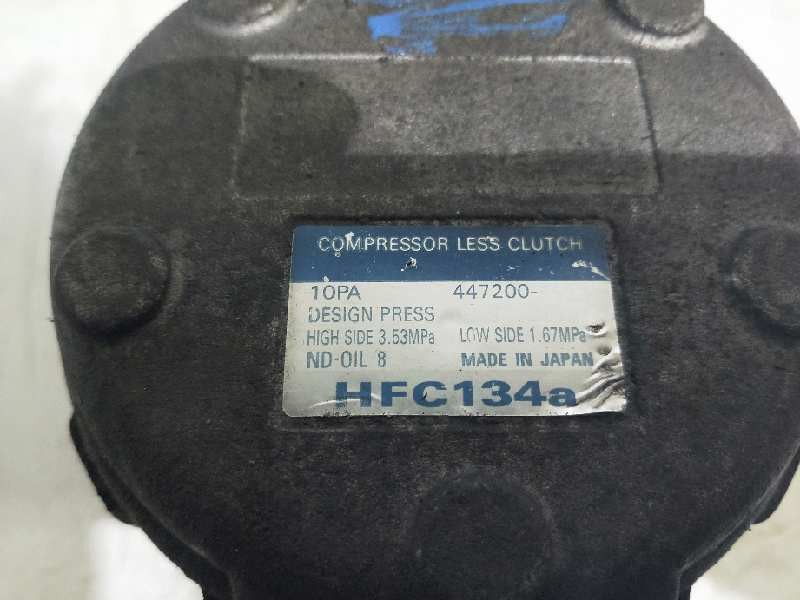 COMPRESSOR LESS CLUTCH
10PA 447200-
DESIGN PRESS
HIGH SIDE 3.53MPa LOW SIDE 1.67MPa
ND-OIL 8 MADE IN JAPAN
HFC134a